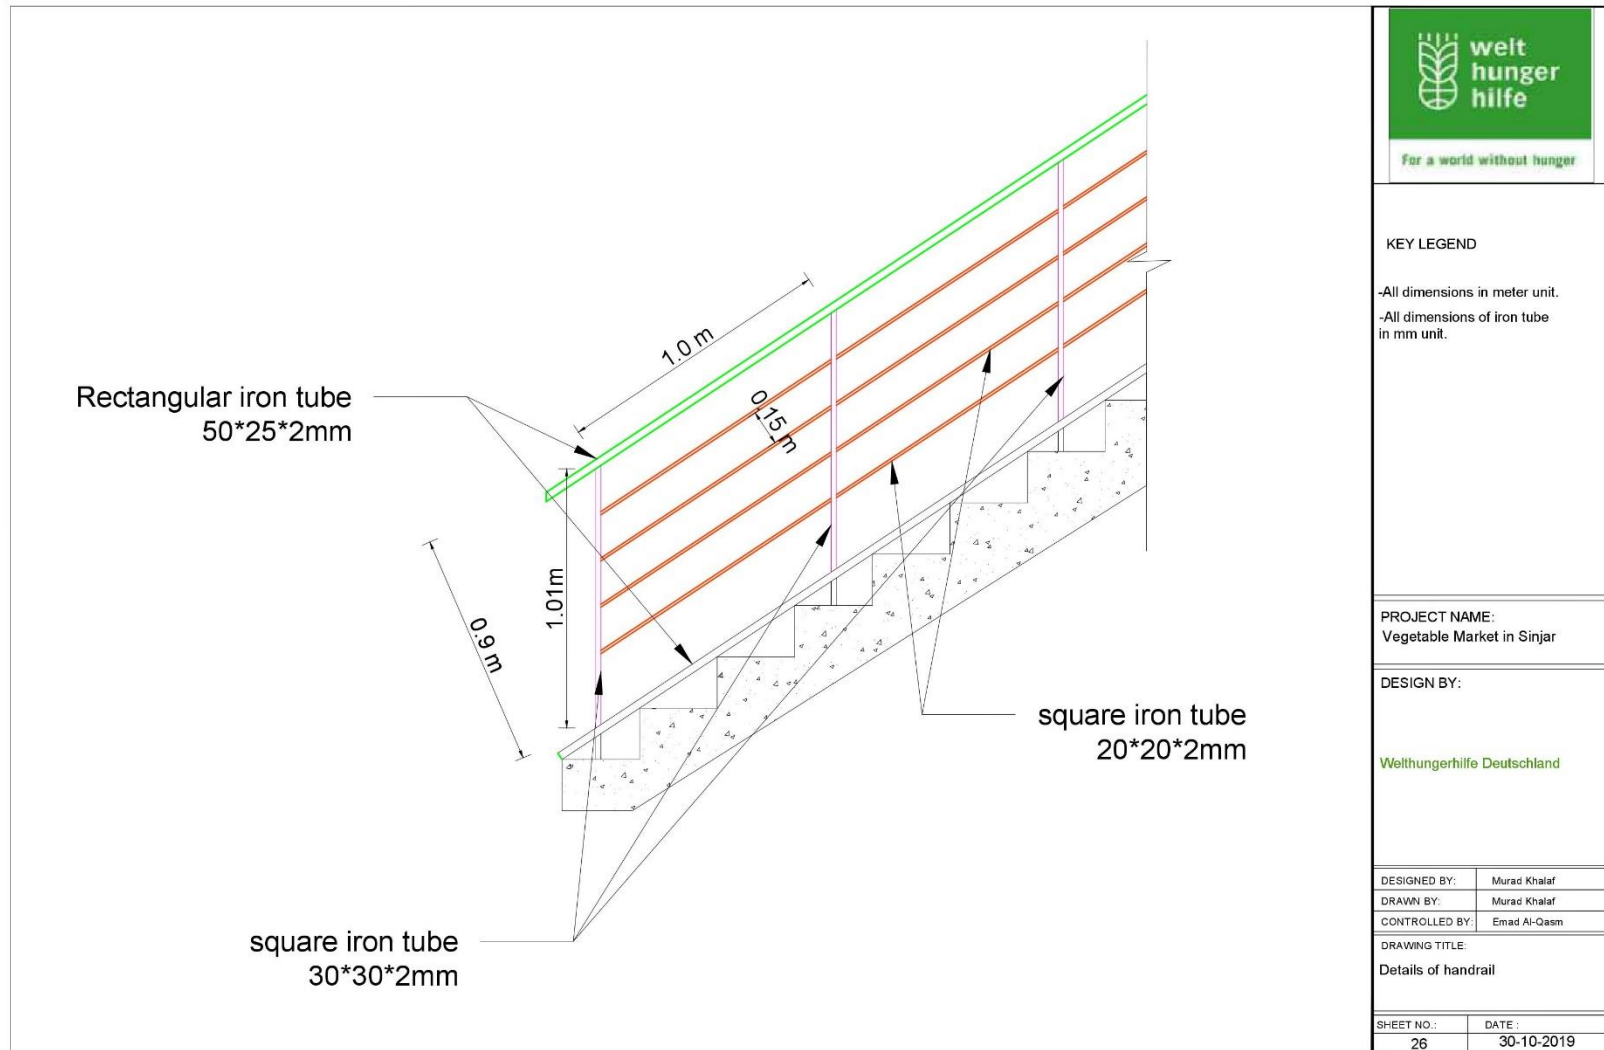 Rectangular iron tube
50*25*2mm
1.0 m
0.15 m
1.01m
0.9 m
square iron tube
20*20*2mm
square iron tube
30*30*2mm
welt
hunger
hilfe
For a world without hunger
KEY LEGEND
-All dimensions in meter unit.
-All dimensions of iron tube
in mm unit.
PROJECT NAME:
Vegetable Market in Sinjar
DESIGN BY:
Welthungerhilfe Deutschland
DESIGNED BY: Murad Khalaf
DRAWN BY: Murad Khalaf
CONTROLLED BY: Emad Al-Qasm
DRAWING TITLE:
Details of handrail
SHEET NO.: DATE :
26 30-10-2019